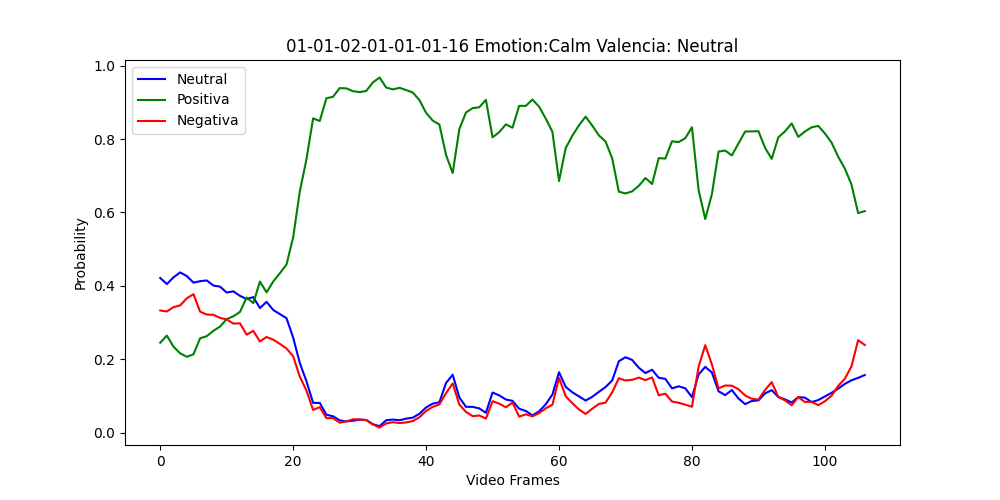 01-01-02-01-01-01-16 Emotion:Calm Valencia: Neutral
Neutral
Positiva
Negativa
1.0
0.8
0.6
0.4
0.2
0.0
Probability
0 20 40 60 80 100
Video Frames